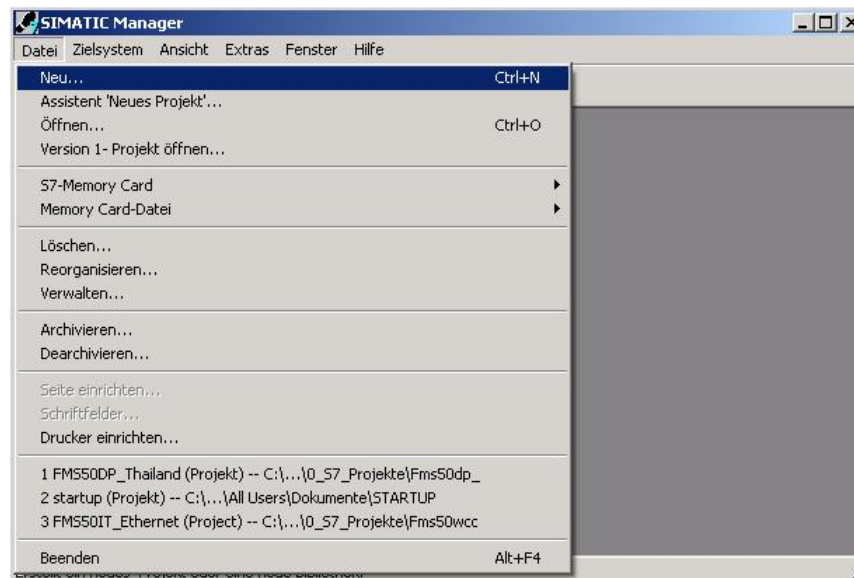 SIMATIC Manager
Datei Zielsystem Ansicht Extras Fenster Hilfe
Neu... Ctrl+N
Assistent 'Neues Projekt'...
Öffnen... Ctrl+O
Version 1- Projekt öffnen...
S7-Memory Card
Memory Card-Datei
Löschen...
Reorganisieren...
Verwalten...
Archivieren...
Dearchivieren...
Seite einrichten...
Schriftfelder...
Drucker einrichten...
1 FMS50DP_Thailand (Projekt) -- C:\...\0_S7_Projekte\Fms50dp_
2 startup (Projekt) -- C:\...\All Users\Dokumente\STARTUP
3 FMS50IT_Ethernet (Project) -- C:\...\0_S7_Projekte\Fms50wcc
Beenden Alt+F4